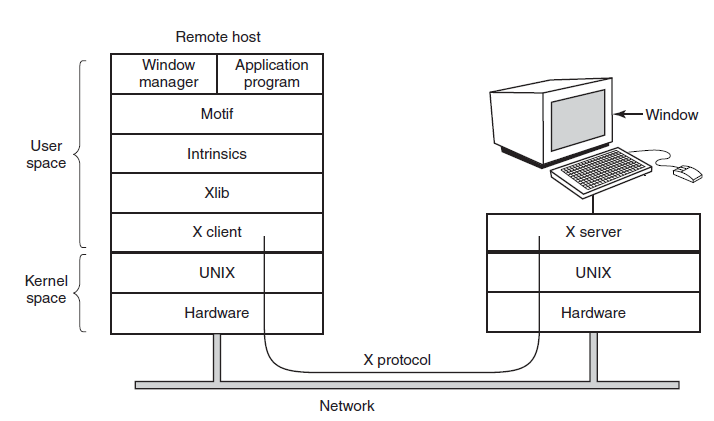 Remote host
Window
manager
Application
program
Motif
Intrinsics
Xlib
X client
UNIX
Hardware
User
space
Kernel
space
Window
X server
UNIX
Hardware
X protocol
Network